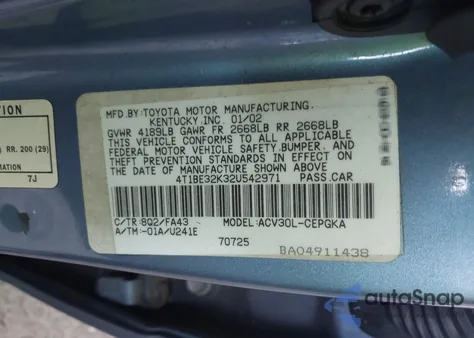 TION
RR. 200 (29)
RMATION
7J
MFD.BY:TOYOTA MOTOR MANUFACTURING.
KENTUCKY.INC. 01/02
GVWR 4189LB GAWR FR 2668LB RR 2668LB
THIS VEHICLE CONFORMS TO ALL APPLICABLE
FEDERAL MOTOR VEHICLE SAFETY.BUMPER. AND
THEFT PREVENTION STANDARDS IN EFFECT ON
THE DATE OF MANUFACTURE SHOWN ABOVE.
4T1BE32K32U542971 PASS.CAR
C/TR:8Q2/FA43 MODEL:ACV30L-CEPGKA
A/TM:-01A/U241E
70725
BA04911438
autoSnap